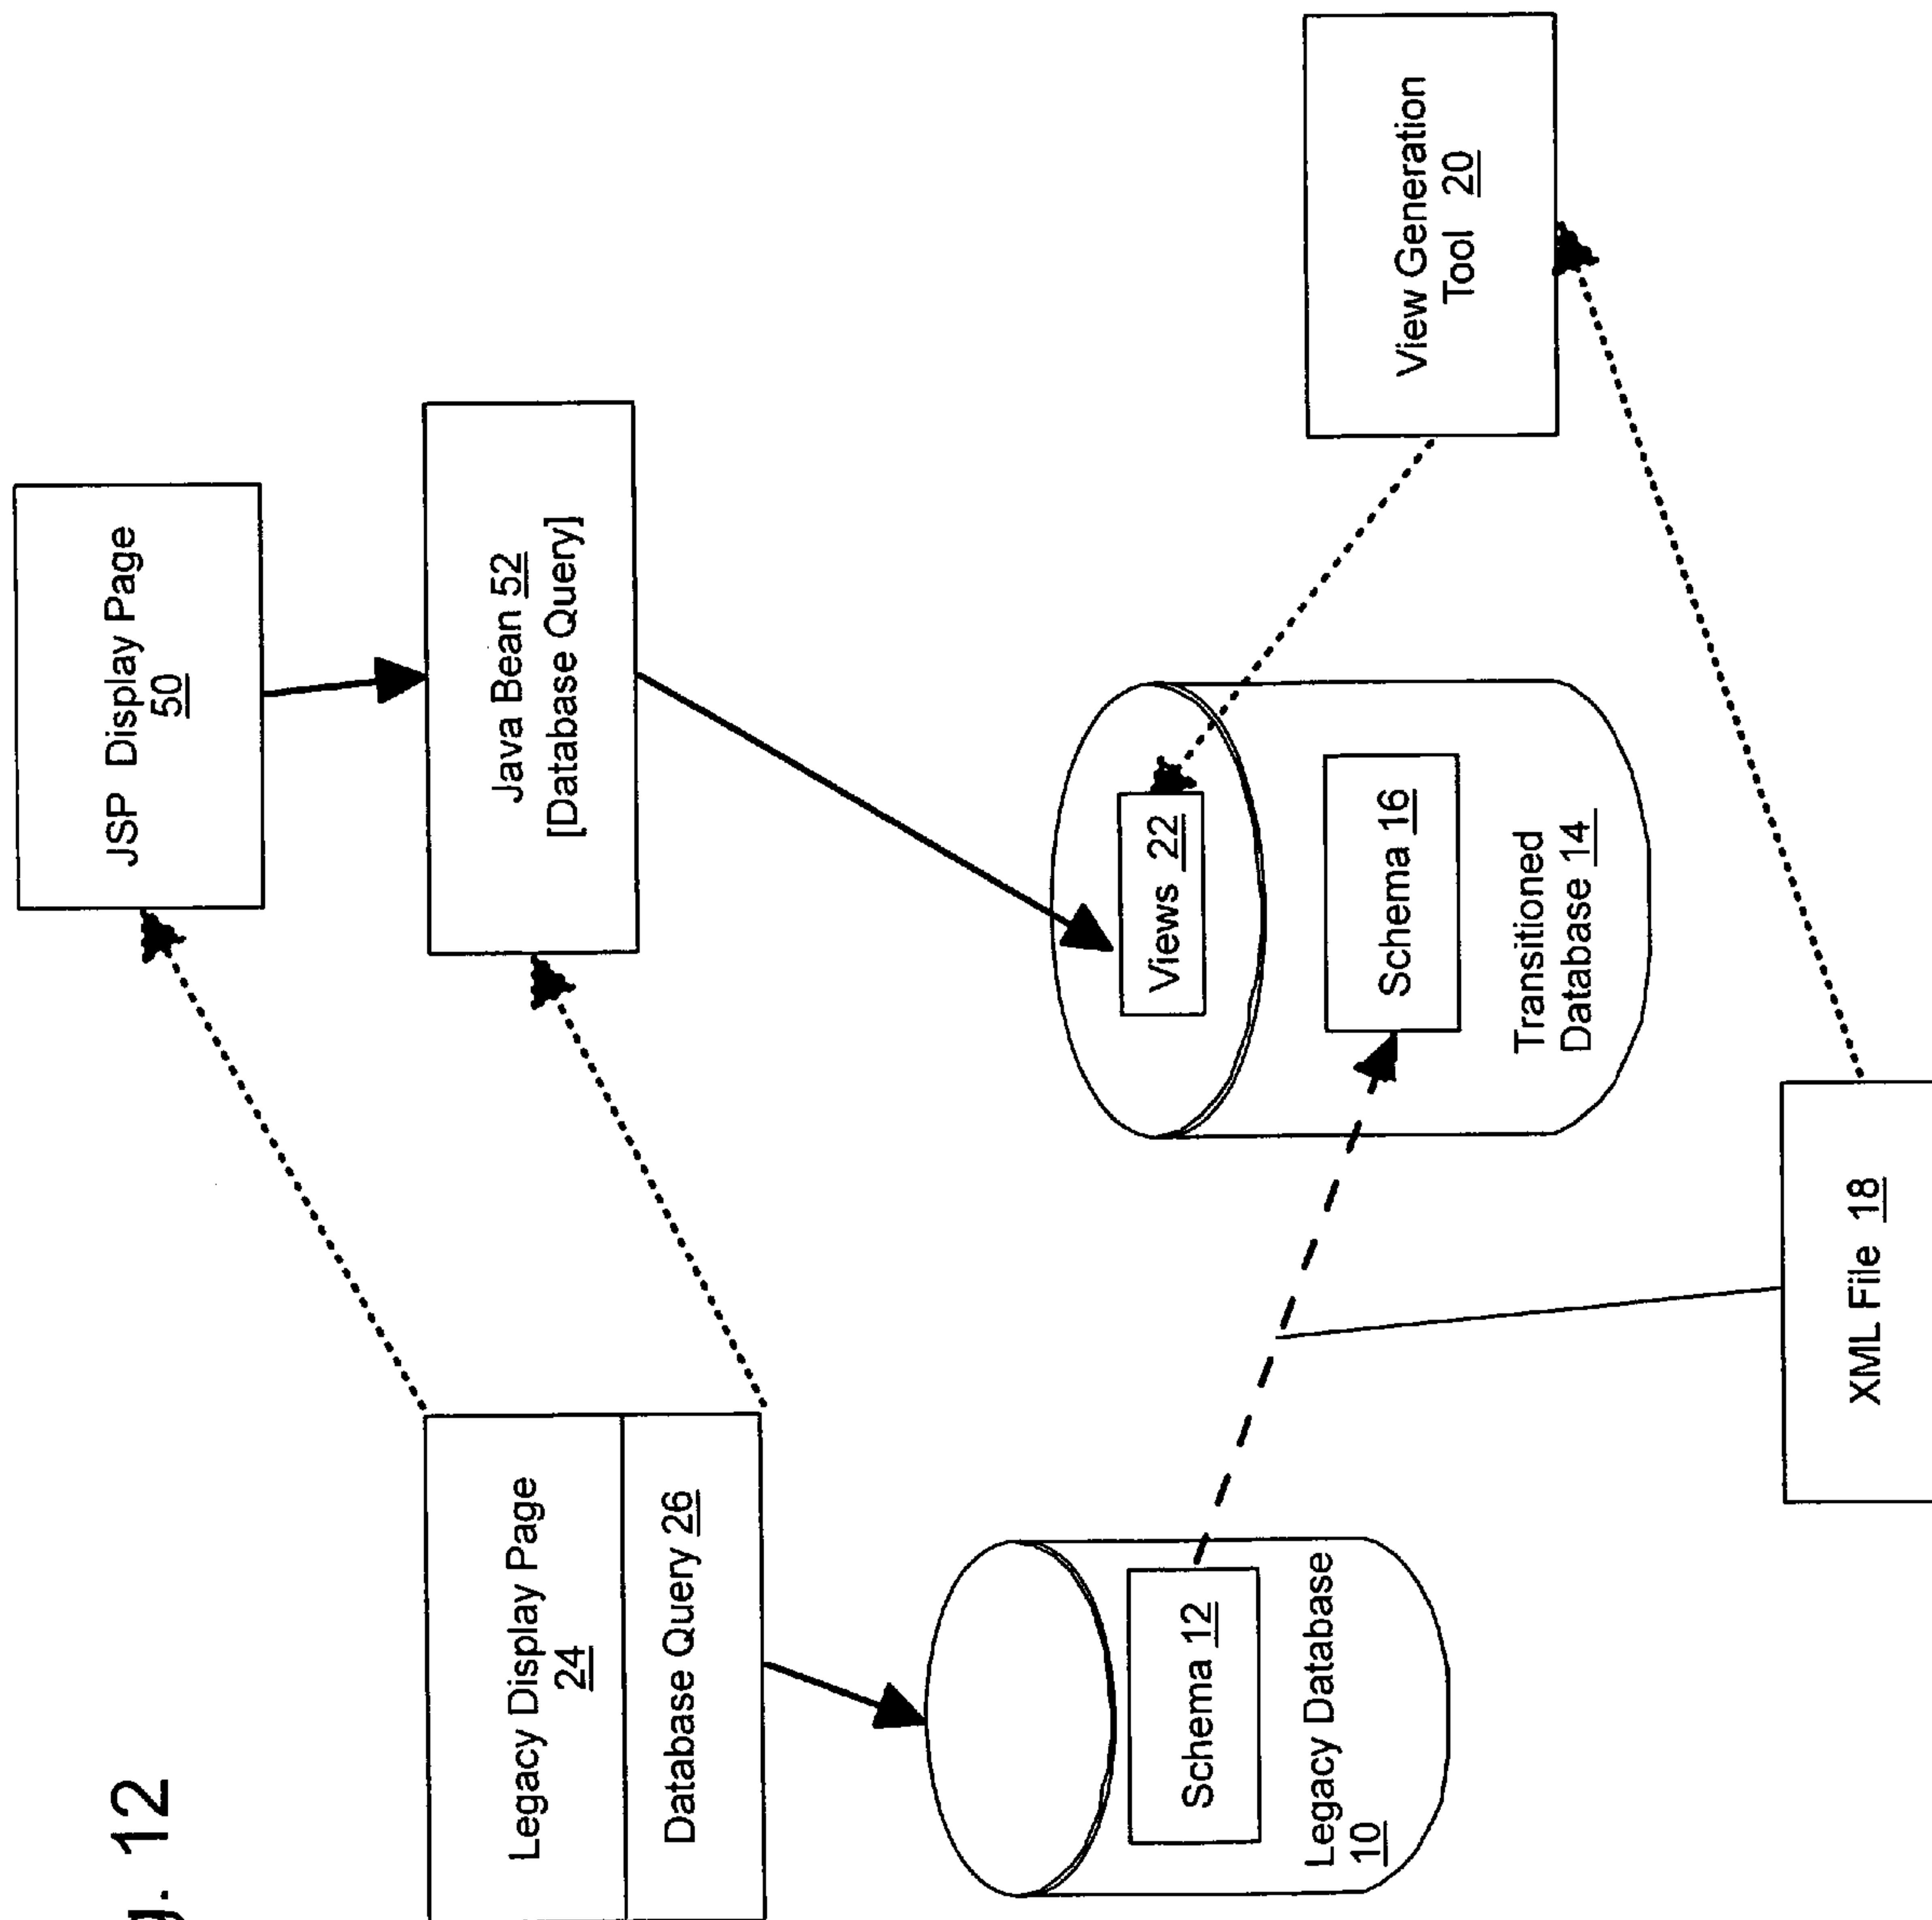 g. 12
JSP Display Page
50
Legacy Display Page
24
Database Query 26
Java Bean 52
[Database Query]
Schema 12
Legacy Database
10
Views 22
Schema 16
Transitioned
Database 14
View Generation
Tool 20
XML File 18